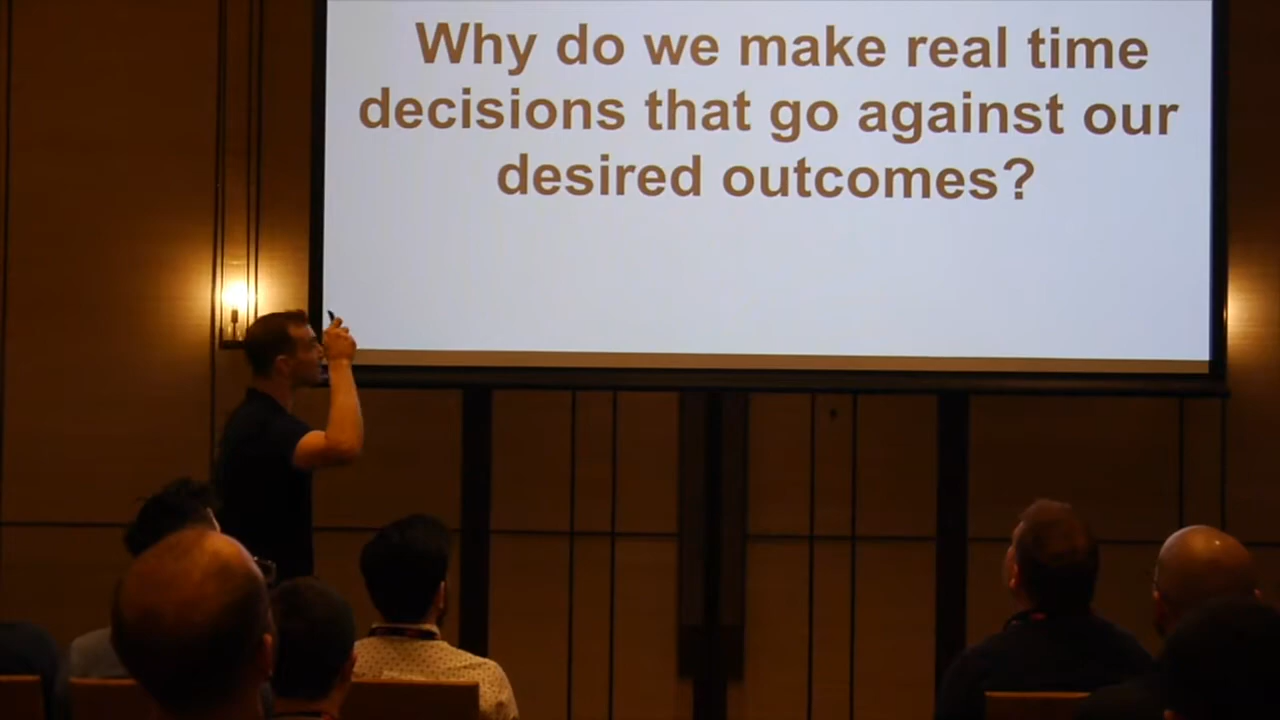 Why do we make real time
decisions that go against our
desired outcomes?